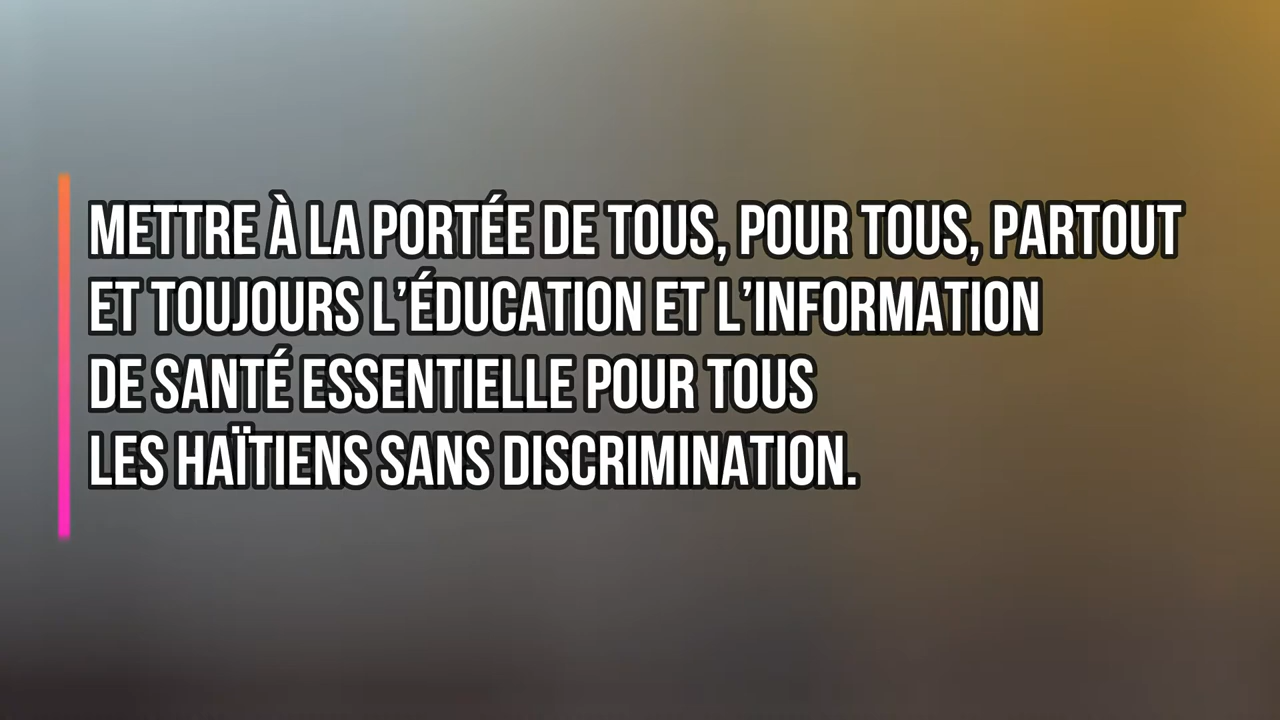 METTRE À LA PORTÉE DE TOUS, POUR TOUS, PARTOUT
ET TOUJOURS L’ÉDUCATION ET L’INFORMATION
DE SANTÉ ESSENTIELLE POUR TOUS
LES HAÏTIENS SANS DISCRIMINATION.